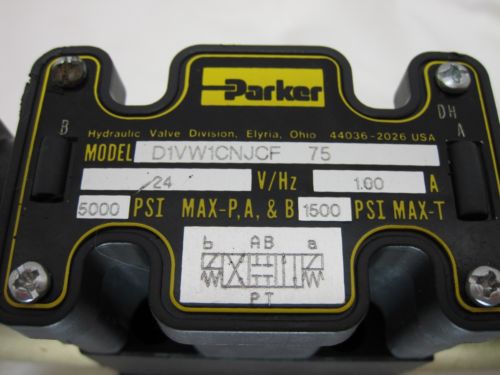 Parker
DH
B
A
Hydraulic Valve Division, Elyria, Ohio 44036-2026 USA
MODEL D1VW1CNJCF 75
/24 V/Hz 1.00 A
5000 PSI MAX-P, A, & B 1500 PSI MAX-T
b AB a
PT